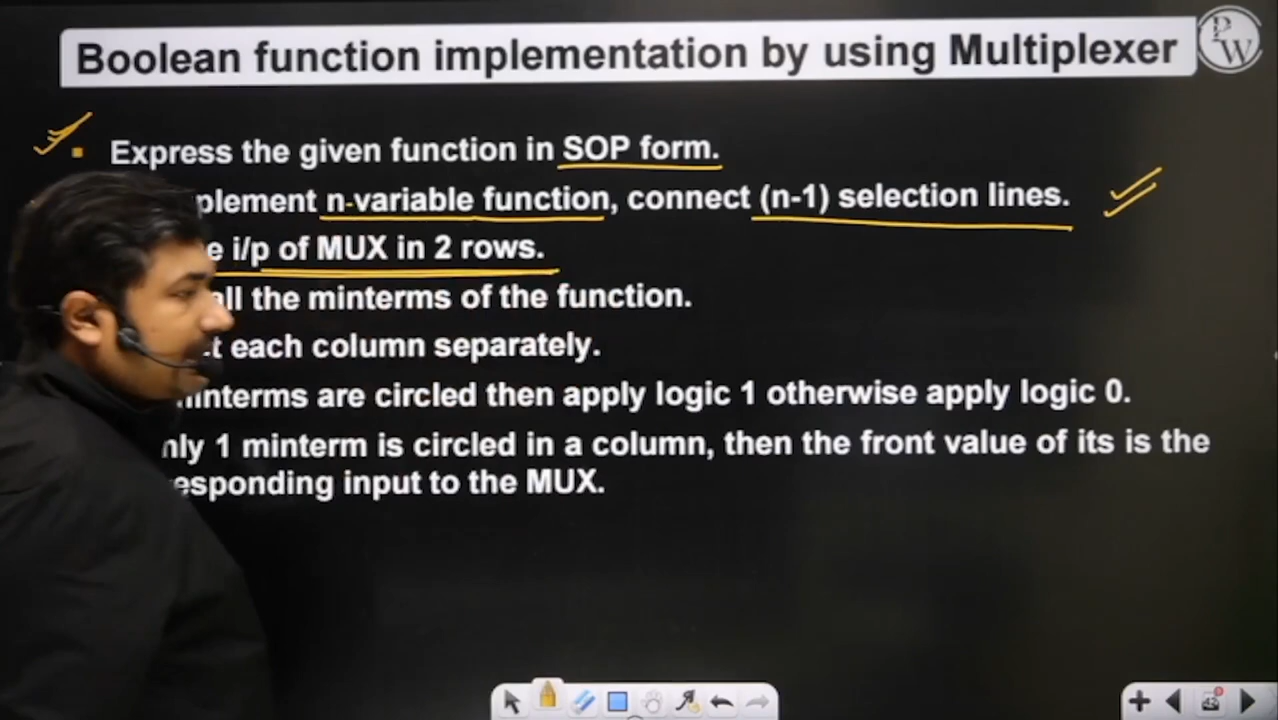 Boolean function implementation by using Multiplexer
PW
Express the given function in SOP form.
plement n-variable function, connect (n-1) selection lines.
e i/p of MUX in 2 rows.
all the minterms of the function.
t each column separately.
minterms are circled then apply logic 1 otherwise apply logic 0.
nly 1 minterm is circled in a column, then the front value of its is the
esponding input to the MUX.